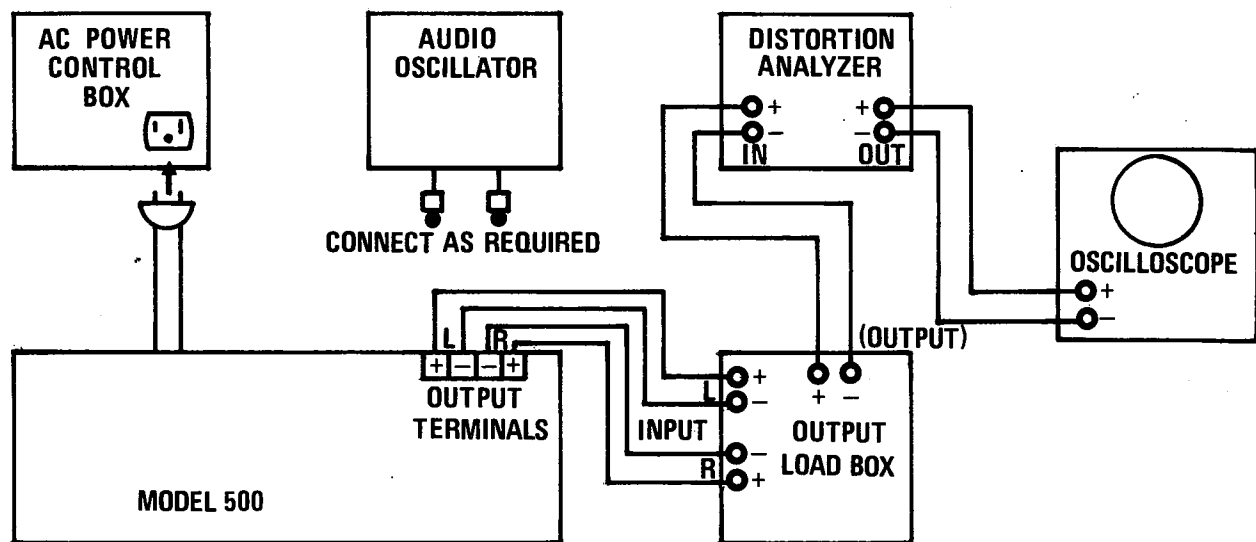 AC POWER
CONTROL
BOX
AUDIO
OSCILLATOR
CONNECT AS REQUIRED
DISTORTION
ANALYZER
+ +
− −
IN OUT
OSCILLOSCOPE
+
−
(OUTPUT)
L R
+ − − +
OUTPUT
TERMINALS
MODEL 500
INPUT
L
+
−
R
−
+
+ −
OUTPUT
LOAD BOX